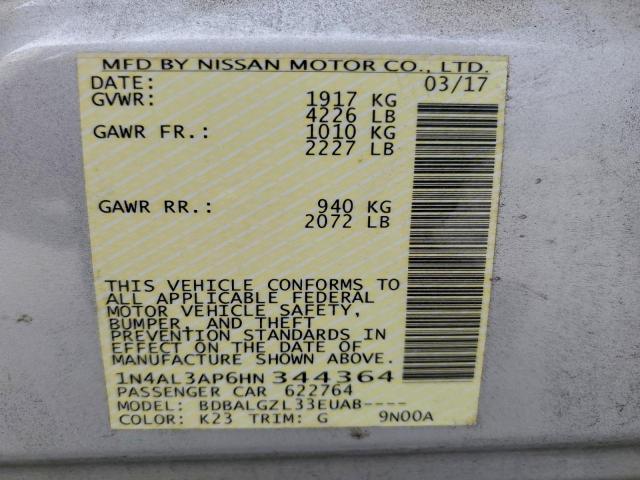 MFD BY NISSAN MOTOR CO., LTD.
DATE: 03/17
GVWR: 1917 KG
4226 LB
GAWR FR.: 1010 KG
2227 LB
GAWR RR.: 940 KG
2072 LB
THIS VEHICLE CONFORMS TO
ALL APPLICABLE FEDERAL
MOTOR VEHICLE SAFETY,
BUMPER, AND THEFT
PREVENTION STANDARDS IN
EFFECT ON THE DATE OF
MANUFACTURE SHOWN ABOVE.
1N4AL3AP6HN344364
PASSENGER CAR 622764
MODEL: BDBALGZL33EUAB----
COLOR: K23 TRIM: G 9N00A